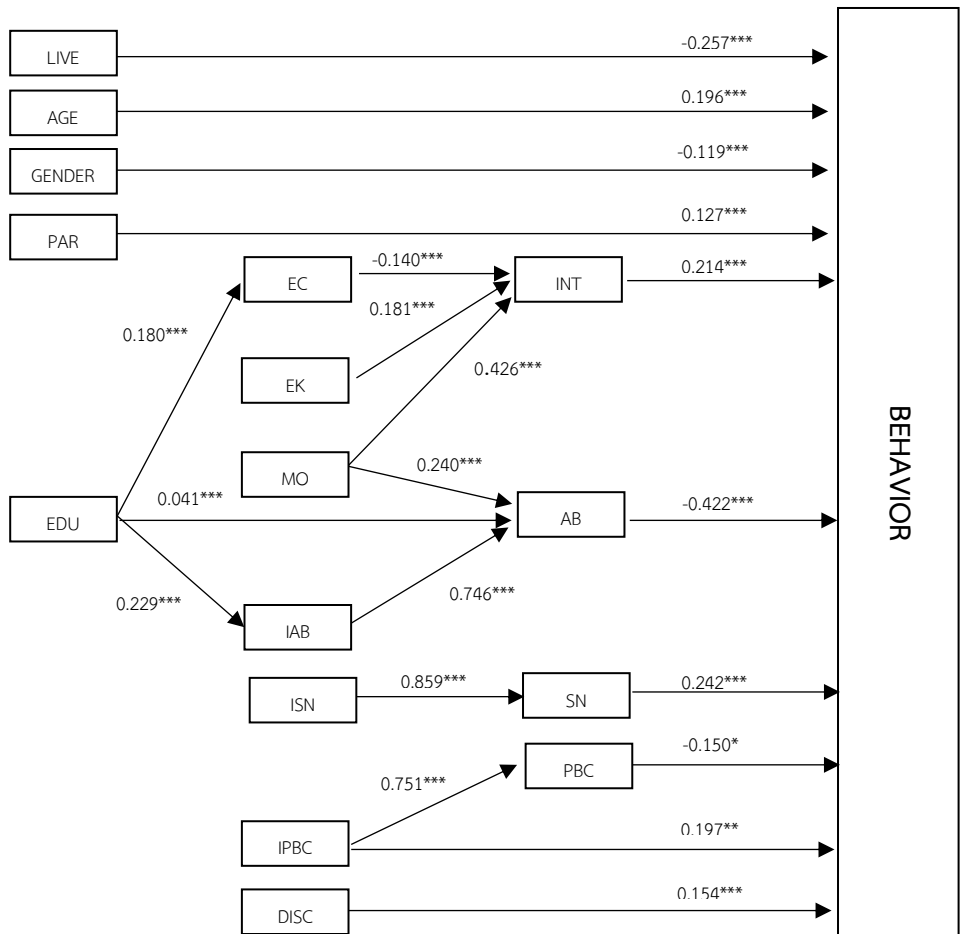 LIVE
-0.257***
AGE
0.196***
GENDER
-0.119***
PAR
0.127***
EC
-0.140***
INT
0.214***
0.181***
0.180***
EK
0.426***
MO
0.240***
EDU
0.041***
AB
-0.422***
0.229***
IAB
0.746***
ISN
0.859***
SN
0.242***
PBC
-0.150*
0.751***
IPBC
0.197**
DISC
0.154***
BEHAVIOR